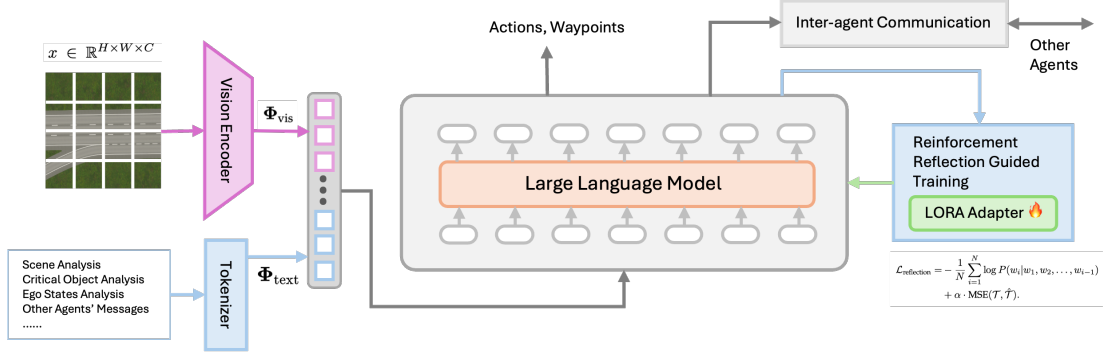 x ∈ ℝ^{H×W×C}
Vision Encoder
Φ_vis
Scene Analysis
Critical Object Analysis
Ego States Analysis
Other Agents' Messages
......
Tokenizer
Φ_text
Actions, Waypoints
Large Language Model
Inter-agent Communication
Other
Agents
Reinforcement
Reflection Guided
Training
LORA Adapter 🔥
ℒ_reflection = − 1/N ∑_{i=1}^{N} log P(w_i|w_1, w_2, . . . , w_{i−1})
+ α · MSE(𝒯, 𝒯̂).